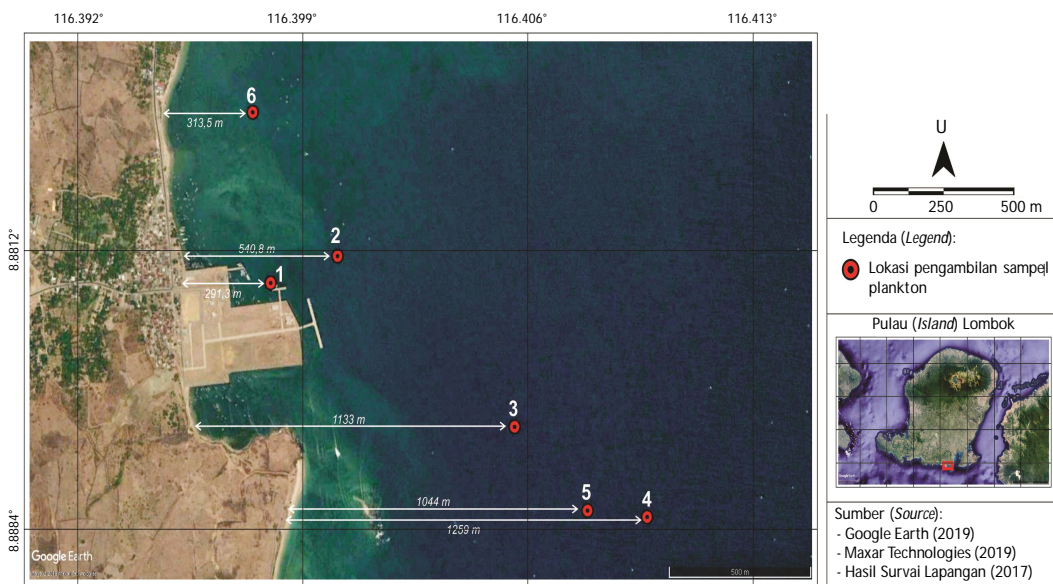 116.392°
116.399°
116.406°
116.413°
8.8812°
8.8884°
6
313,5 m
2
540,8 m
1
291,3 m
3
1133 m
5
4
1044 m
1259 m
Google Earth
500 m
U
0 250 500 m
Legenda (Legend):
Lokasi pengambilan sampel
plankton
Pulau (Island) Lombok
Sumber (Source):
- Google Earth (2019)
- Maxar Technologies (2019)
- Hasil Survai Lapangan (2017)